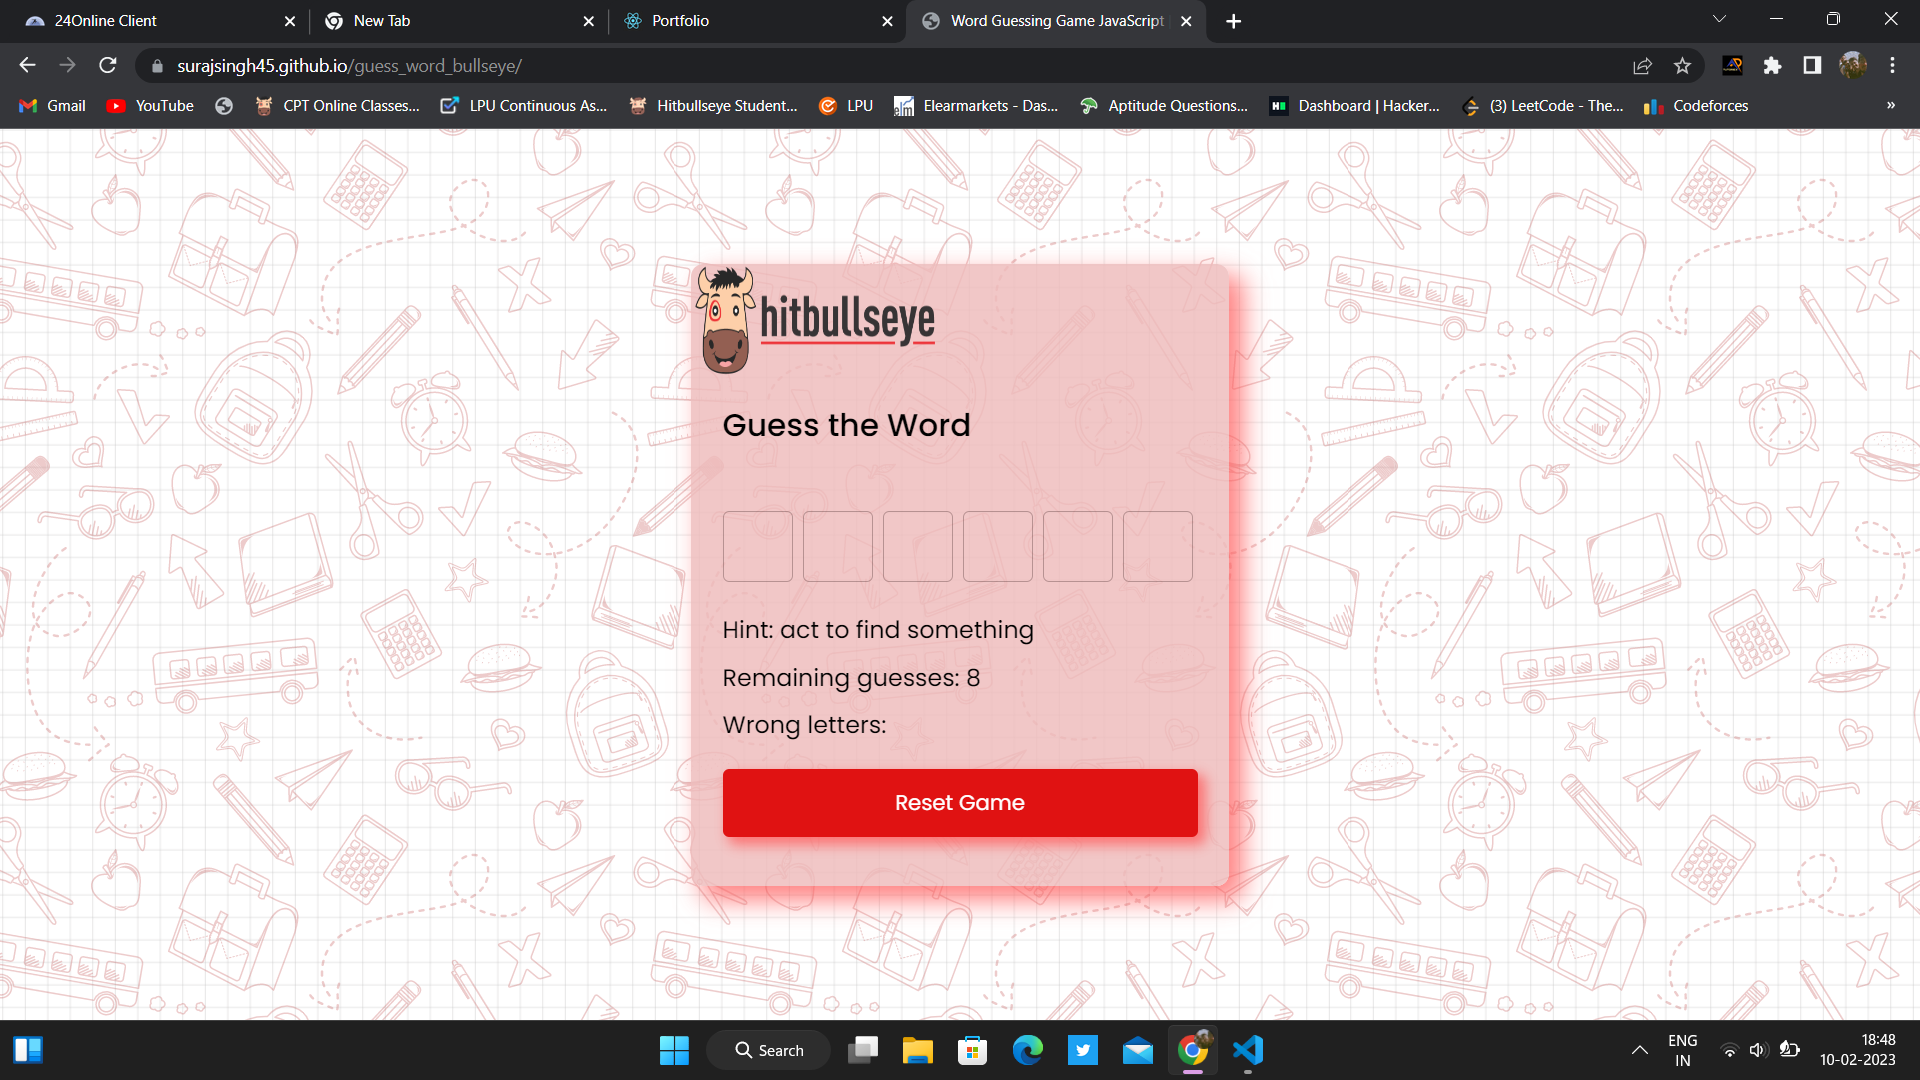 24Online Client
New Tab
Portfolio
Word Guessing Game JavaScript
surajsingh45.github.io/guess_word_bullseye/
Gmail
YouTube
CPT Online Classes...
LPU Continuous As...
Hitbullseye Student...
LPU
elm
Elearmarkets - Das...
Aptitude Questions...
Dashboard | Hacker...
(3) LeetCode - The...
Codeforces
»
hitbullseye
Guess the Word
Hint: act to find something
Remaining guesses: 8
Wrong letters:
Reset Game
Search
ENG
IN
18:48
10-02-2023